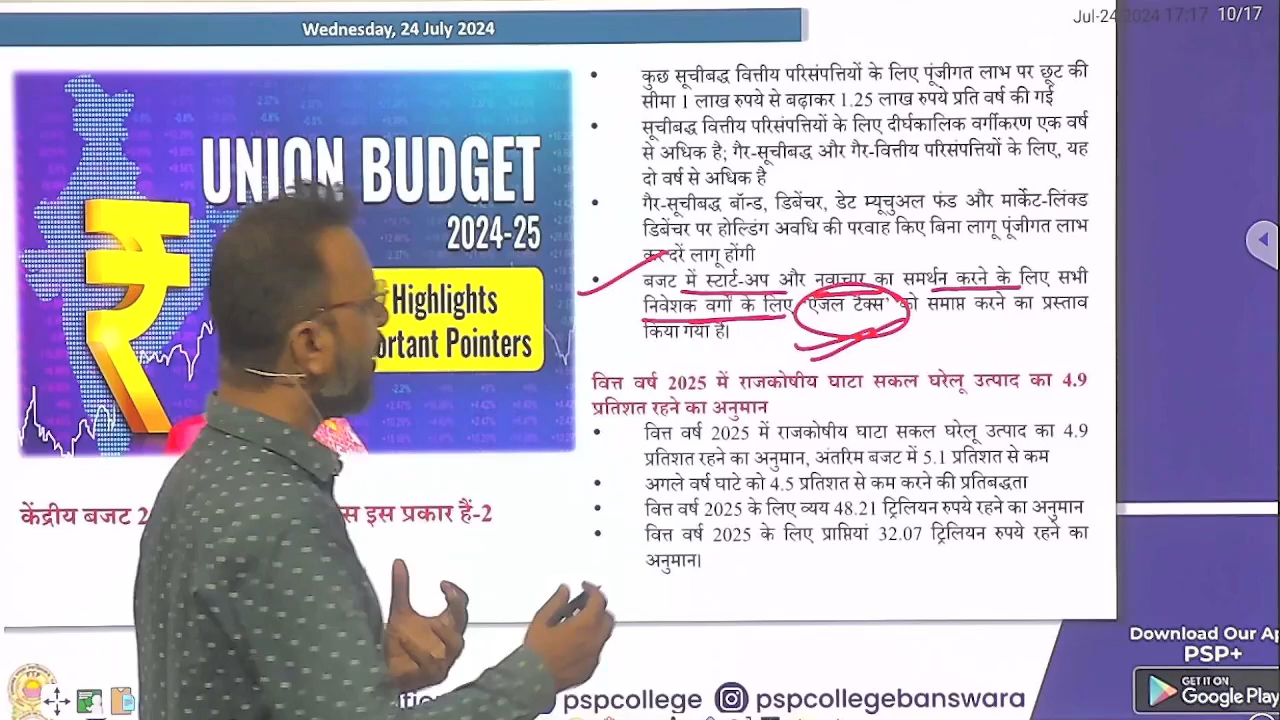 Wednesday, 24 July 2024
Jul-24 2024 17:17 10/17
UNION BUDGET
2024-25
Highlights
ortant Pointers
केंद्रीय बजट 2
स इस प्रकार हैं-2
• कुछ सूचीबद्ध वित्तीय परिसंपत्तियों के लिए पूंजीगत लाभ पर छूट की
सीमा 1 लाख रुपये से बढ़ाकर 1.25 लाख रुपये प्रति वर्ष की गई
• सूचीबद्ध वित्तीय परिसंपत्तियों के लिए दीर्घकालिक वर्गीकरण एक वर्ष
से अधिक है; गैर-सूचीबद्ध और गैर-वित्तीय परिसंपत्तियों के लिए, यह
दो वर्ष से अधिक है
• गैर-सूचीबद्ध बॉन्ड, डिबेंचर, डेट म्यूचुअल फंड और मार्केट-लिंक्ड
डिबेंचर पर होल्डिंग अवधि की परवाह किए बिना लागू पूंजीगत लाभ
कर दरें लागू होंगी
• बजट में स्टार्ट-अप और नवाचार का समर्थन करने के लिए सभी
निवेशक वर्गों के लिए 'एंजल टैक्स' को समाप्त करने का प्रस्ताव
किया गया है।
वित्त वर्ष 2025 में राजकोषीय घाटा सकल घरेलू उत्पाद का 4.9
प्रतिशत रहने का अनुमान
• वित्त वर्ष 2025 में राजकोषीय घाटा सकल घरेलू उत्पाद का 4.9
प्रतिशत रहने का अनुमान, अंतरिम बजट में 5.1 प्रतिशत से कम
• अगले वर्ष घाटे को 4.5 प्रतिशत से कम करने की प्रतिबद्धता
• वित्त वर्ष 2025 के लिए व्यय 48.21 ट्रिलियन रुपये रहने का अनुमान
• वित्त वर्ष 2025 के लिए प्राप्तियां 32.07 ट्रिलियन रुपये रहने का
अनुमान।
Download Our Ap
PSP+
GET IT ON
Google Play
pspcollege pspcollegebanswara